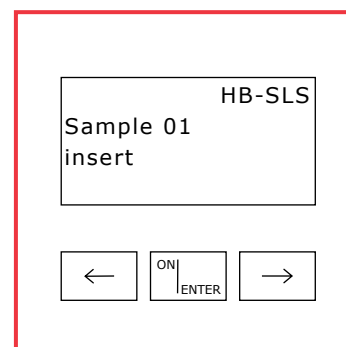 HB-SLS
Sample 01
insert
← ON ENTER →